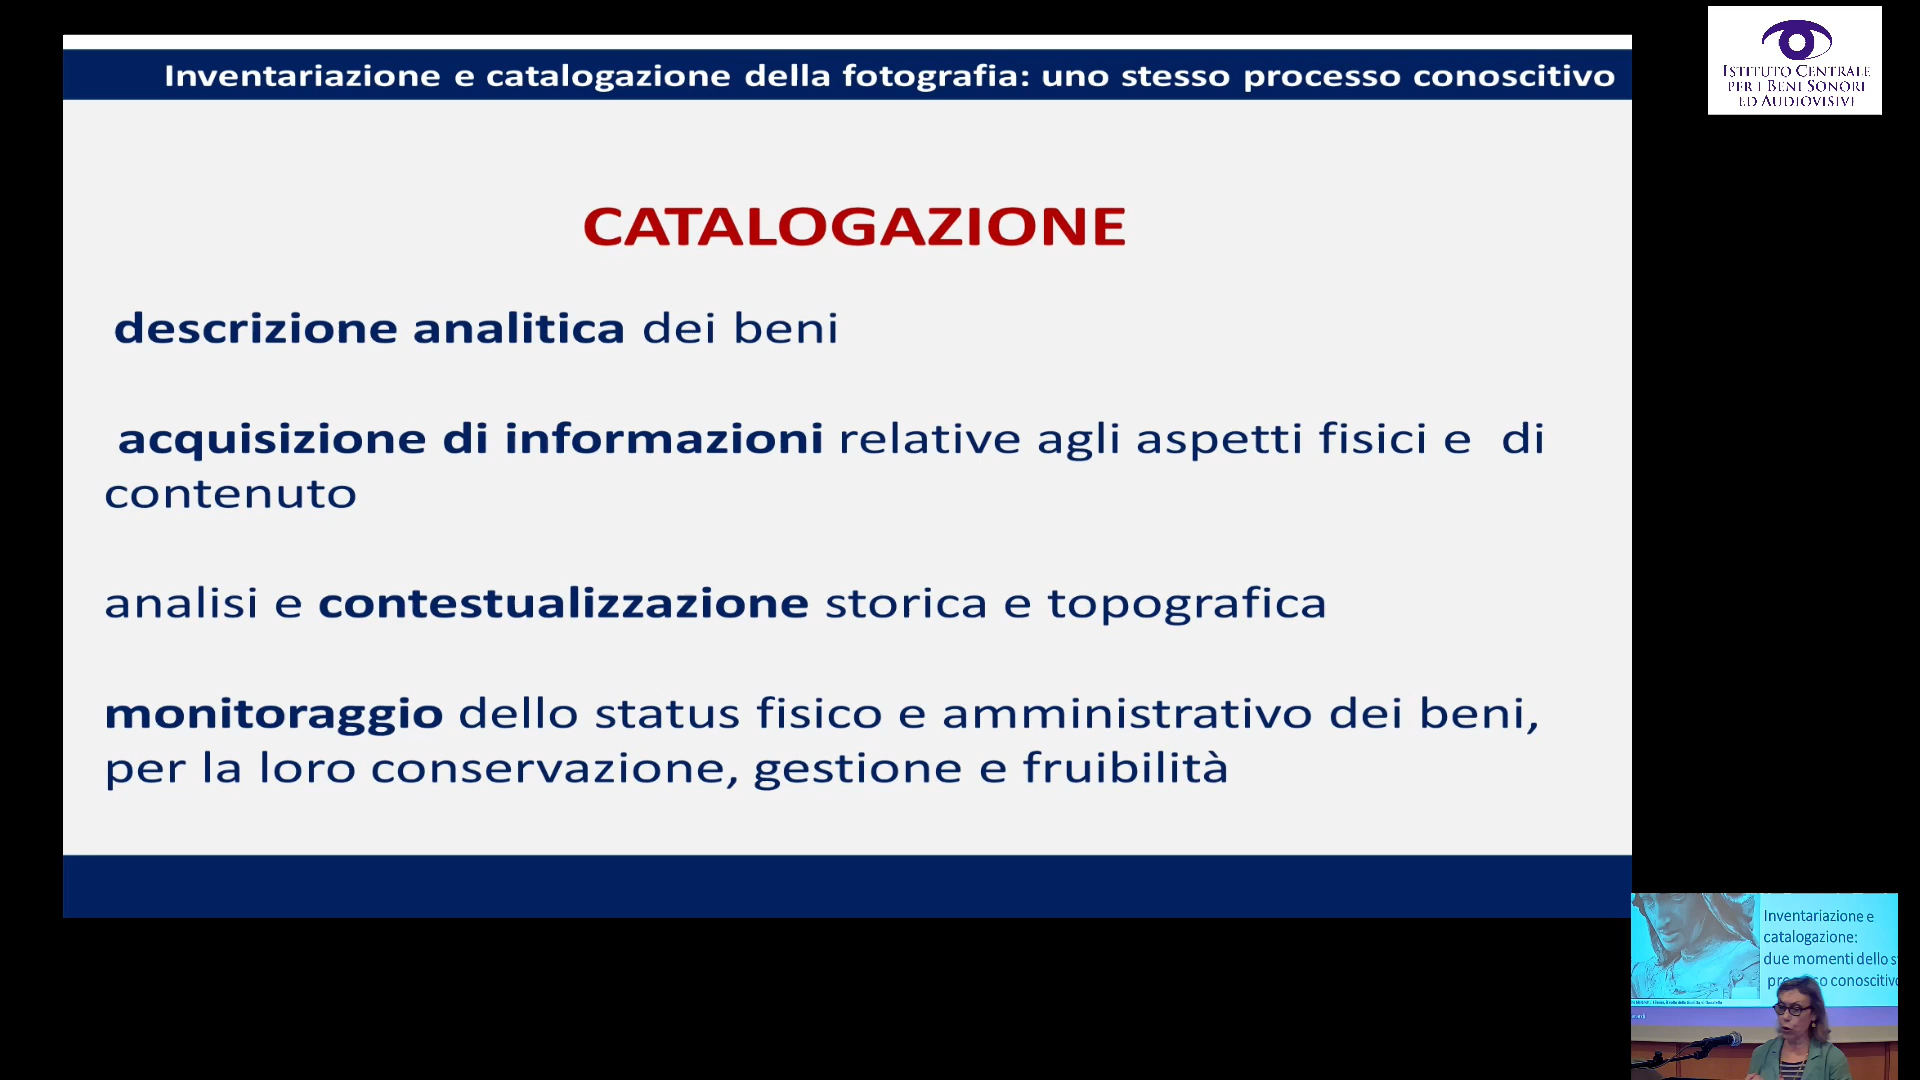 Inventariazione e catalogazione della fotografia: uno stesso processo conoscitivo
ISTITUTO CENTRALE
PER I BENI SONORI
ED AUDIOVISIVI
CATALOGAZIONE
descrizione analitica dei beni
acquisizione di informazioni relative agli aspetti fisici e di
contenuto
analisi e contestualizzazione storica e topografica
monitoraggio dello status fisico e amministrativo dei beni,
per la loro conservazione, gestione e fruibilità
Inventariazione e
catalogazione:
due momenti dello s
conoscitivo